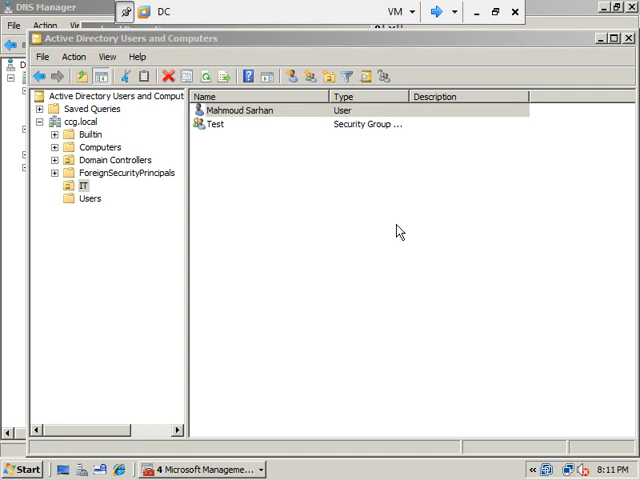 DNS Manager
DC
VM
File
Action
Active Directory Users and Computers
File
Action
View
Help
Active Directory Users and Comput
Saved Queries
ccg.local
Builtin
Computers
Domain Controllers
ForeignSecurityPrincipals
IT
Users
Name
Type
Description
Mahmoud Sarhan
User
Test
Security Group ...
Start
4 Microsoft Manageme...
8:11 PM